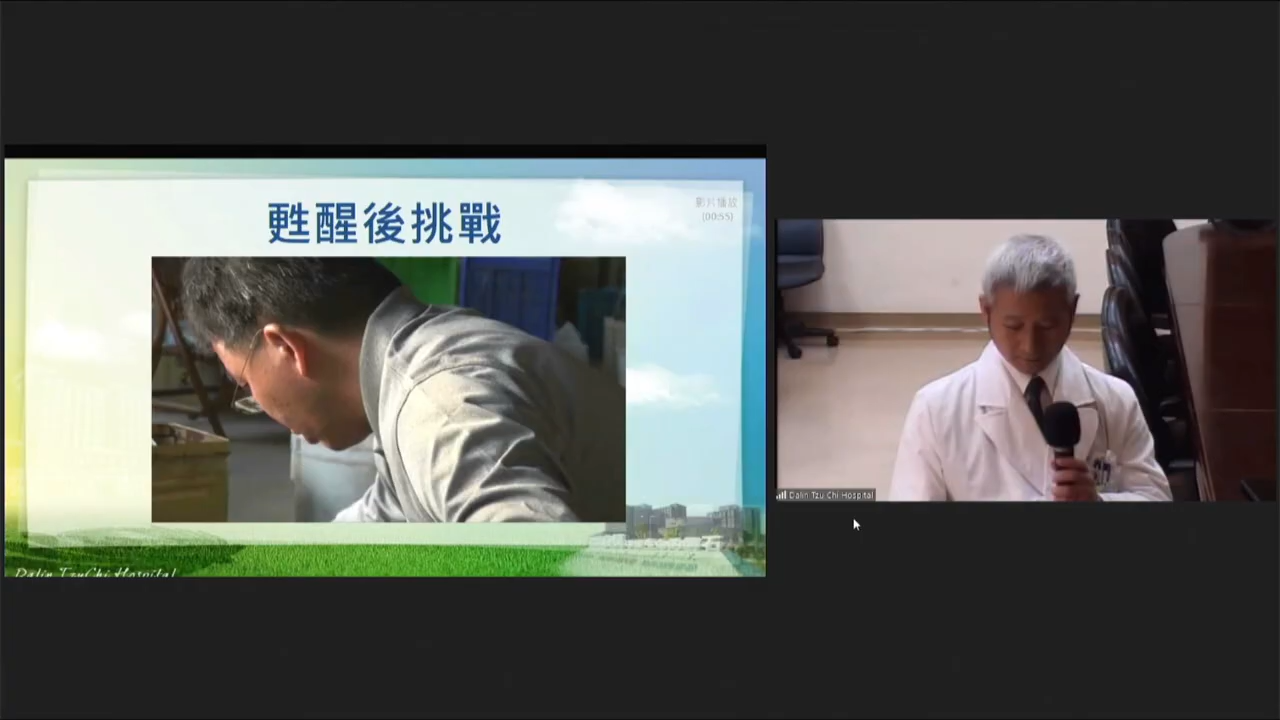 甦醒後挑戰
影片播放
(00:55)
Dalin TzuChi Hospital
Dalin Tzu Chi Hospital